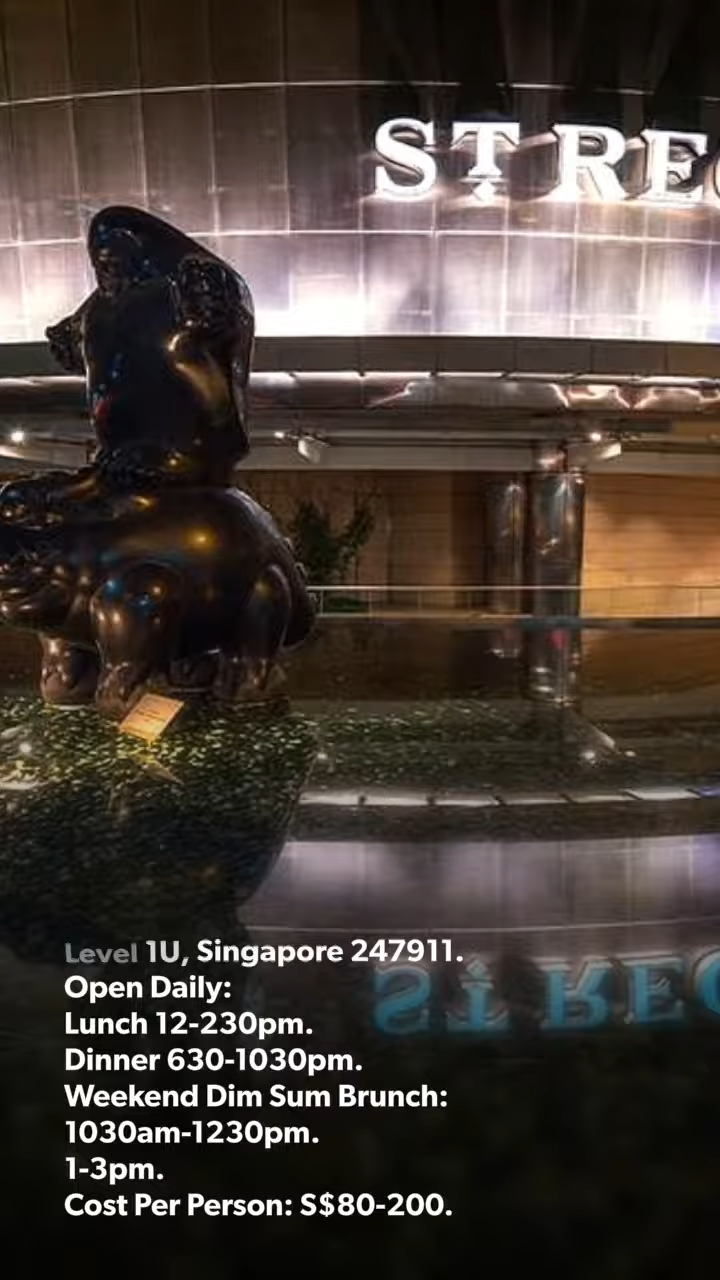 ST REG
Level 1U, Singapore 247911.
Open Daily:
Lunch 12-230pm.
Dinner 630-1030pm.
Weekend Dim Sum Brunch:
1030am-1230pm.
1-3pm.
Cost Per Person: S$80-200.